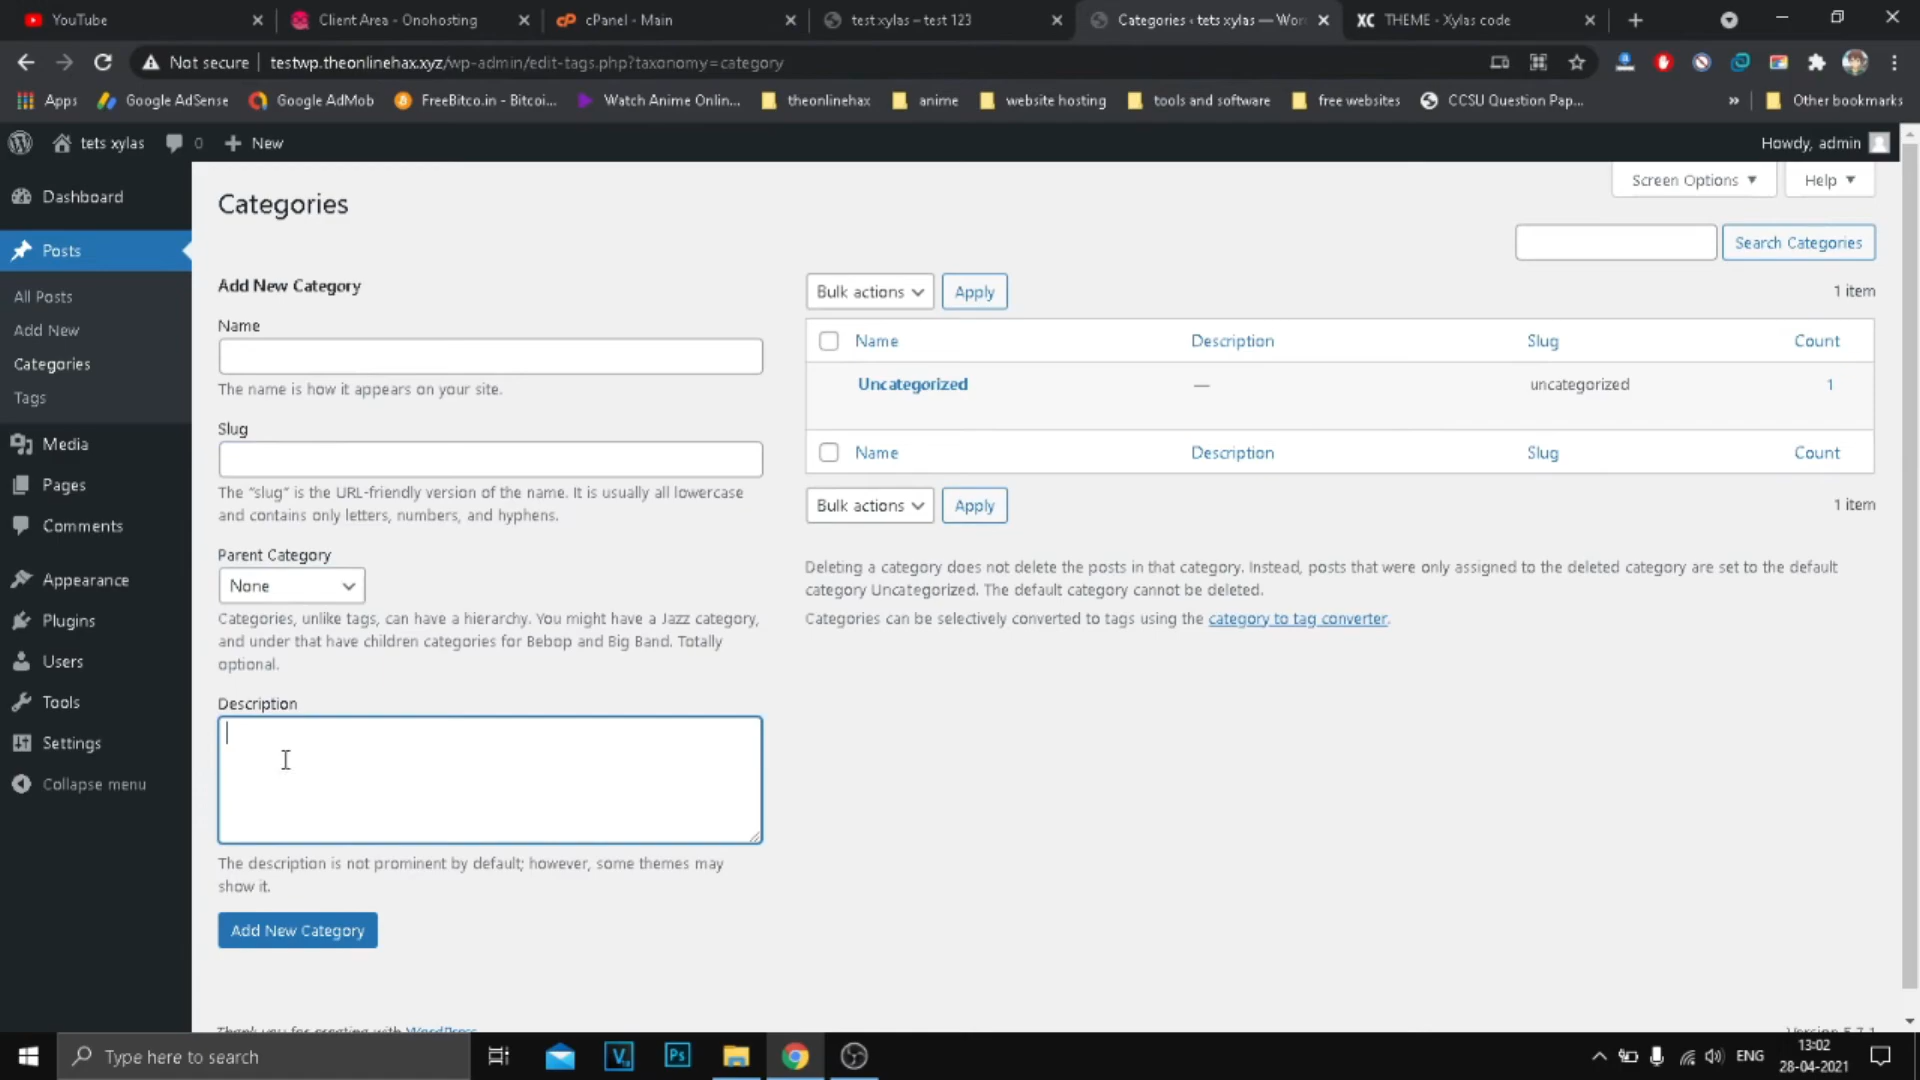 YouTube
Client Area - Onohosting
cPanel - Main
test xylas – test 123
Categories ‹ tets xylas — Wor
XC THEME - Xylas code
Not secure | testwp.theonlinehax.xyz/wp-admin/edit-tags.php?taxonomy=category
Apps
Google AdSense
Google AdMob
FreeBitco.in - Bitcoi...
Watch Anime Onlin...
theonlinehax
anime
website hosting
tools and software
free websites
CCSU Question Pap...
»
Other bookmarks
tets xylas
0
New
Howdy, admin
Dashboard
Posts
All Posts
Add New
Categories
Tags
Media
Pages
Comments
Appearance
Plugins
Users
Tools
Settings
Collapse menu
Screen Options
Help
Categories
Search Categories
Add New Category
Name
The name is how it appears on your site.
Slug
The “slug” is the URL-friendly version of the name. It is usually all lowercase
and contains only letters, numbers, and hyphens.
Parent Category
None
Categories, unlike tags, can have a hierarchy. You might have a Jazz category,
and under that have children categories for Bebop and Big Band. Totally
optional.
Description
The description is not prominent by default; however, some themes may
show it.
Add New Category
Bulk actions
Apply
1 item
Name Description Slug Count
Uncategorized — uncategorized 1
Name Description Slug Count
Bulk actions
Apply
1 item
Deleting a category does not delete the posts in that category. Instead, posts that were only assigned to the deleted category are set to the default
category Uncategorized. The default category cannot be deleted.
Categories can be selectively converted to tags using the category to tag converter.
Thank you for creating with WordPress
Version 5.7.1
Type here to search
Ps
ENG
13:02
28-04-2021